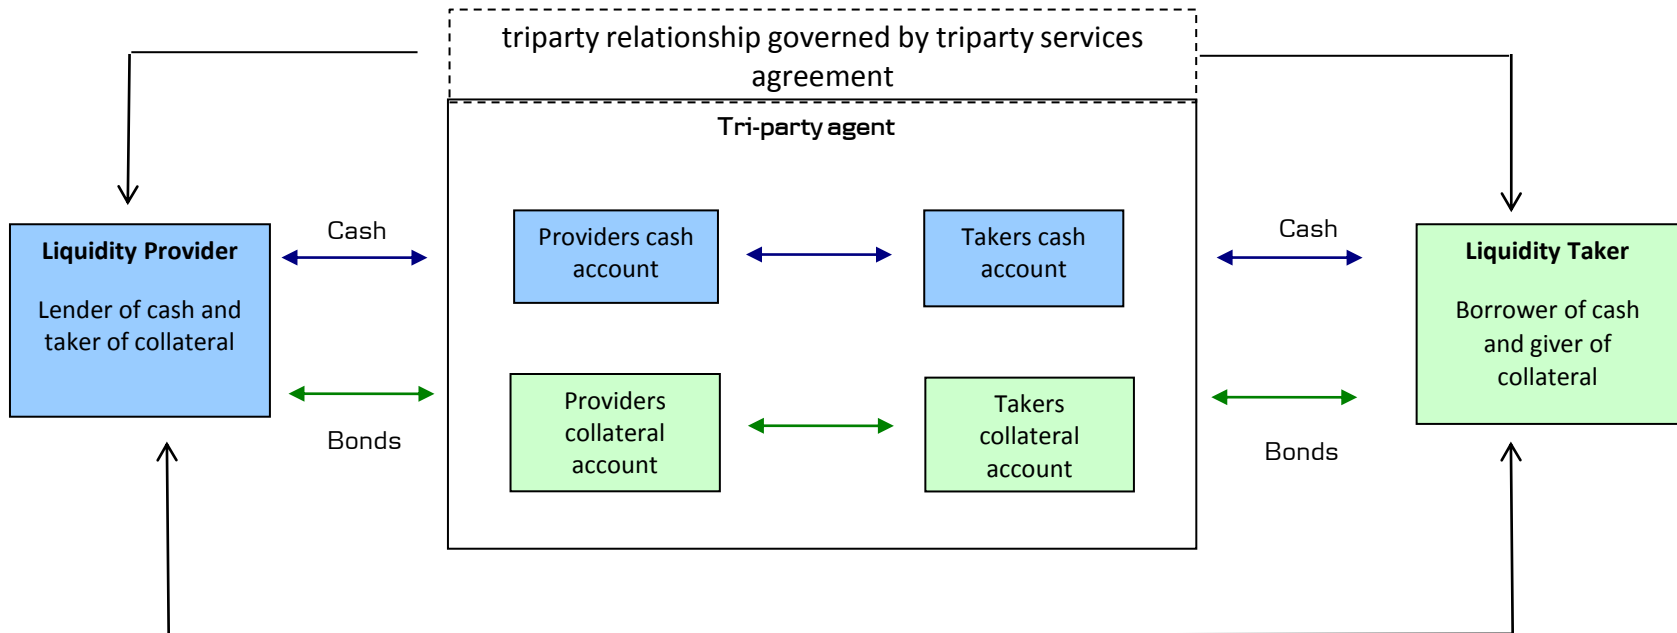 triparty relationship governed by triparty services
agreement
Tri-party agent
Liquidity Provider
Lender of cash and
taker of collateral
Cash
Bonds
Providers cash
account
Takers cash
account
Providers
collateral
account
Takers
collateral
account
Cash
Bonds
Liquidity Taker
Borrower of cash
and giver of
collateral